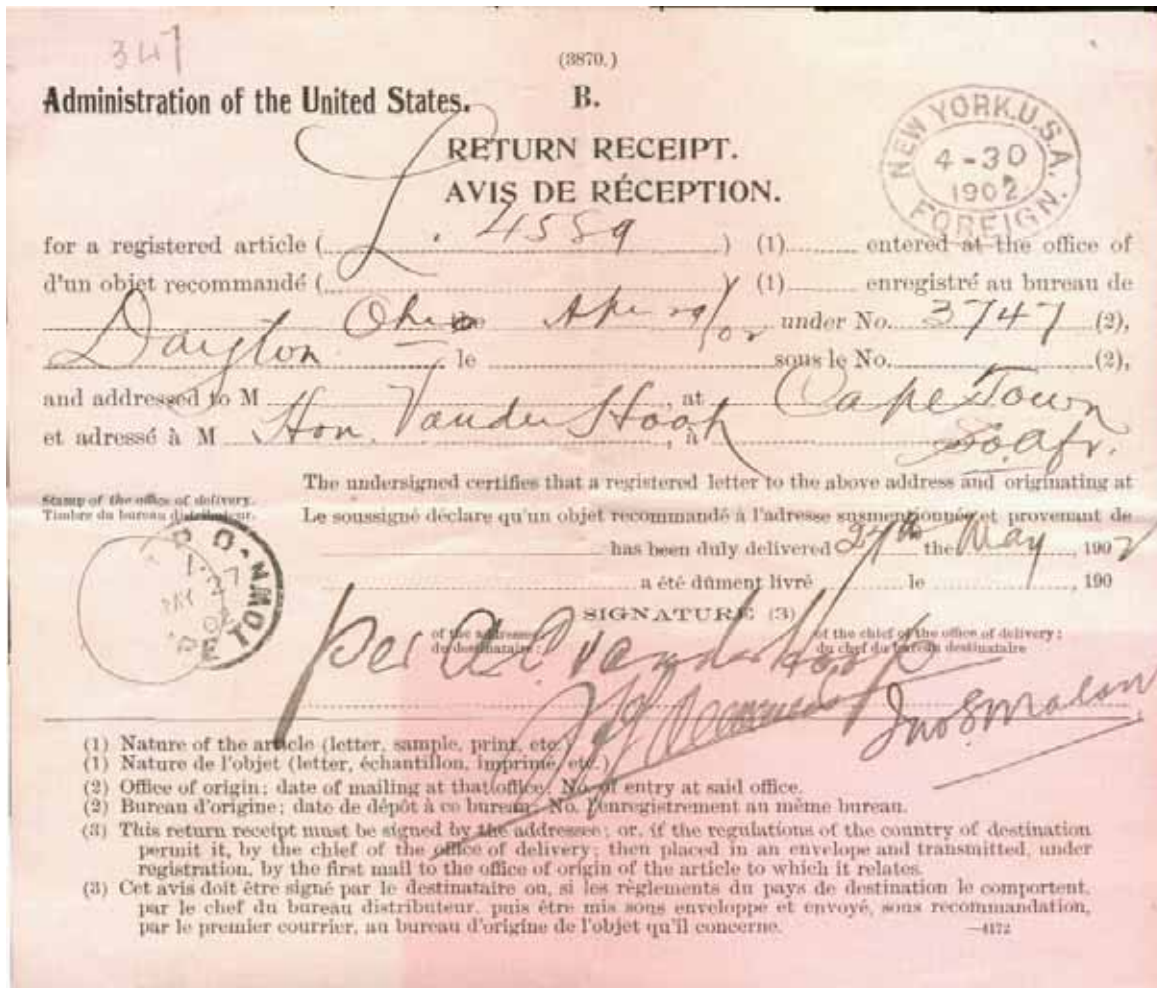 347
(3870.)
Administration of the United States. B.
NEW YORK, U.S.A.
4-30
1902
FOREIGN.
RETURN RECEIPT.
AVIS DE RÉCEPTION.
for a registered article ( L. 4589 ) (1) entered at the office of
d'un objet recommandé ( ) (1) enregistré au bureau de
Ohio under No. 3747 (2),
Dayton le sous le No. (2),
and addressed to M , at Cape Town
et adressé à M Hon. Vander , à So. Afr.
The undersigned certifies that a registered letter to the above address and originating at
Stamp of the office of delivery.
Timbre du bureau distributeur.
Le soussigné déclare qu'un objet recommandé à l'adresse susmentionnée et provenant de
has been duly delivered 27th the May , 1902
a été dûment livré le , 190
SIGNATURE (3)
of the addressee; of the chief of the office of delivery;
du destinataire; du chef du bureau destinataire
per vanderHoop
(1) Nature of the article (letter, sample, print, etc.)
(1) Nature de l'objet (letter, échantillon, imprimé, etc.)
(2) Office of origin; date of mailing at that office; No. of entry at said office.
(2) Bureau d'origine; date de dépôt à ce bureau; No. l'enregistrement au même bureau.
(3) This return receipt must be signed by the addressee; or, if the regulations of the country of destination
permit it, by the chief of the office of delivery; then placed in an envelope and transmitted, under
registration, by the first mail to the office of origin of the article to which it relates.
(3) Cet avis doit être signé par le destinataire ou, si les règlements du pays de destination le comportent,
par le chef du bureau distributeur, puis être mis sous enveloppe et envoyé, sous recommandation,
par le premier courrier, au bureau d'origine de l'objet qu'il concerne.
—4172